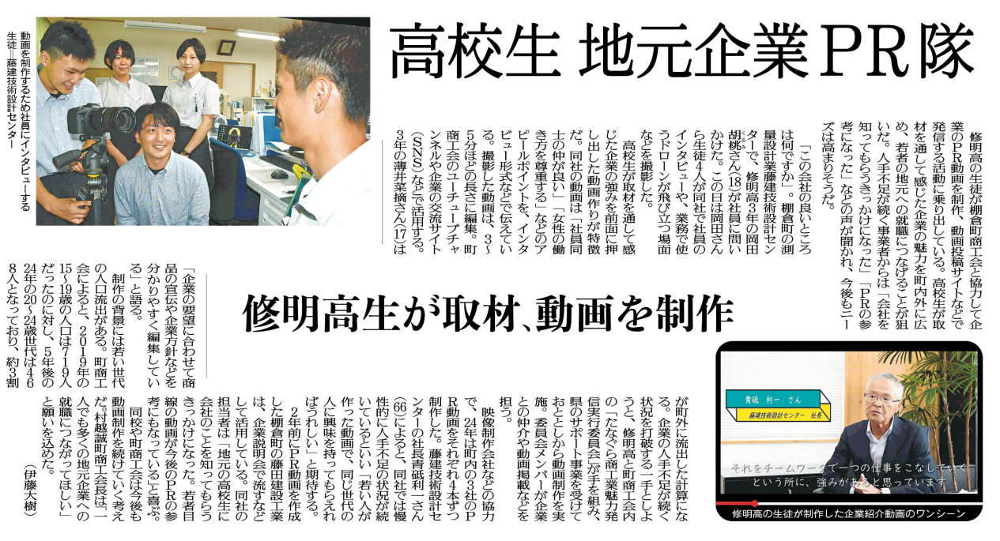 高校生 地元企業PR隊
動画を制作するため社員にインタビューする
生徒＝藤建技術設計センター
修明高の生徒が棚倉町商工会と協力して企
業のPR動画を制作、動画投稿サイトなどで
発信する活動に乗り出している。高校生が取
材を通して感じた企業の魅力を町内外に広
め、若者の地元への就職につなげることが狙
いだ。人手不足が続く事業者からは「会社を
知ってもらうきっかけになった」「PRの参
考になった」などの声が聞かれ、今後もニー
ズは高まりそうだ。
「この会社の良いところ
は何ですか」。棚倉町の測
量設計業藤建技術設計セン
ターで、修明高3年の岡田
胡桃さん(18)が社員に問い
くるみ
かけた。この日は岡田さん
ら生徒4人が同社で社員の
インタビューや、業務で使
うドローンが飛び立つ場面
などを撮影した。
高校生が取材を通して感
じた企業の強みを前面に押
し出した動画作りが特徴
だ。同社の動画は「社員同
士の仲が良い」「女性の働
き方を尊重する」などのア
ピールポイントを、インタ
ビュー形式などで伝えてい
る。撮影した動画は、3～
5分ほどの長さに編集。町
商工会のユーチューブチャ
ンネルや企業の交流サイト
(SNS)などで活用する。
3年の薄井菜摘さん(17)は
修明高生が取材、動画を制作
「企業の要望に合わせて商
品の宣伝や企業方針などを
分かりやすく編集してい
る」と語る。
制作の背景には若い世代
の人口流出がある。町商工
会によると、2019年の
15～19歳の人口は719人
だったのに対し、5年後の
24年の20～24歳世代は46
8人となっており、約3割
が町外に流出した計算にな
る。企業の人手不足が続く
状況を打破する一手としよ
うと、修明高と町商工会内
の「たなぐら商工業魅力発
信実行委員会」が手を組み、
県のサポート事業を受けて
おととしから動画制作を実
施。委員会メンバーが企業
との仲介や動画掲載などを
担う。
映像制作会社などの協力
で、24年は町内の3社のP
R動画をそれぞれ4本ずつ
制作した。藤建技術設計セ
ンターの社長青砥利一さん
(66)によると、同社では慢
性的に人手不足の状況が続
いているといい「若い人が
作った動画で、同じ世代の
人に興味を持ってもらえれ
ばうれしい」と期待する。
2年前にPR動画を作成
した棚倉町の藤田建設工業
は、企業説明会で流すなど
して活用している。同社の
担当者は「地元の高校生に
会社のことを知ってもらう
きっかけになった。若者目
線の動画が今後のPRの参
考にもなっている」と喜ぶ。
同校や町商工会は今後も
動画制作を続けていく考え
だ。村越誠町商工会長は「一
人でも多くの地元企業への
就職につながってほしい」
と願いを込めた。
(伊藤大樹)
青砥 利一 さん
藤建技術設計センター 社長
それをチームワークで一つの仕事をこなしていく
という所に、強みがあると思っています
修明高の生徒が制作した企業紹介動画のワンシーン